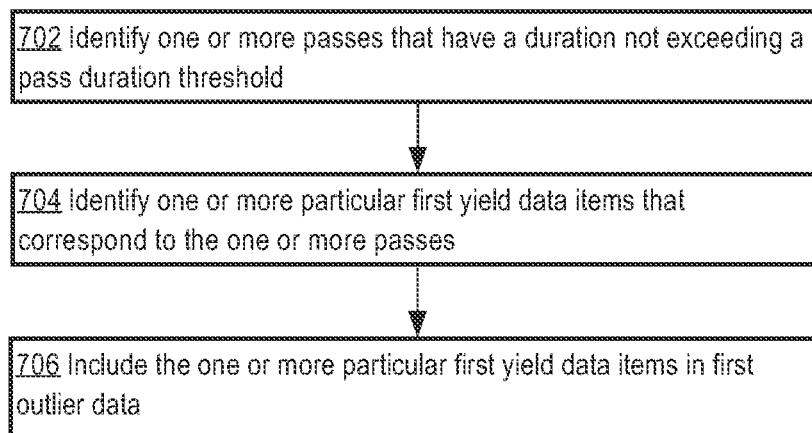 702 Identify one or more passes that have a duration not exceeding a
pass duration threshold
704 Identify one or more particular first yield data items that
correspond to the one or more passes
706 Include the one or more particular first yield data items in first
outlier data